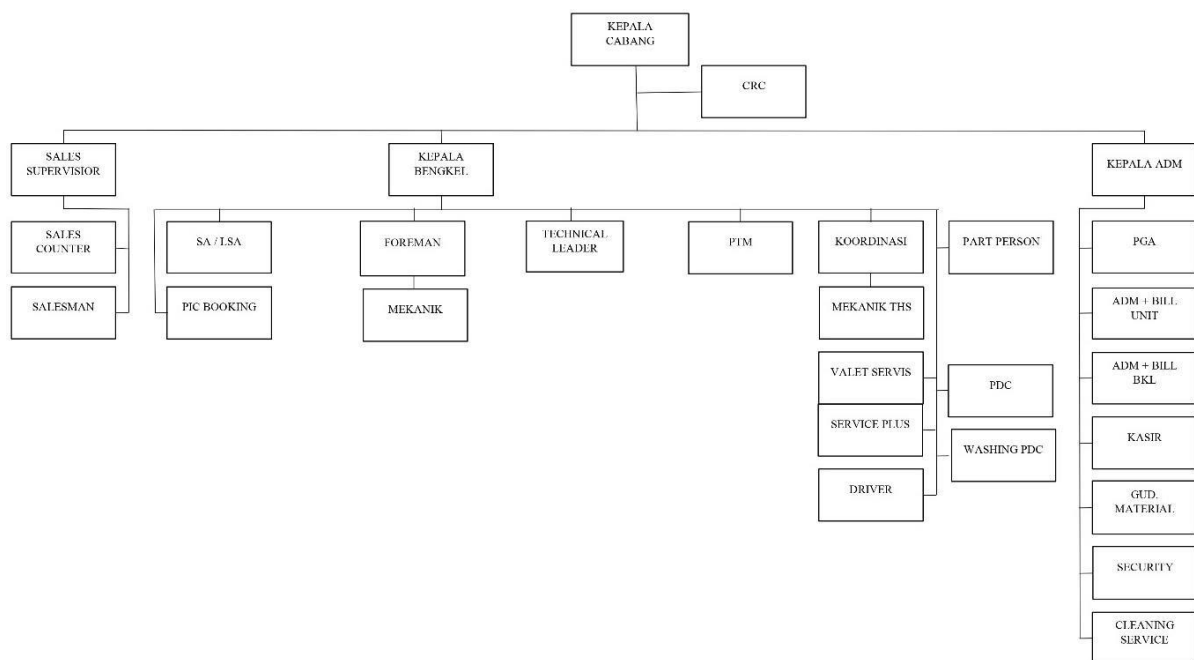 KEPALA
CABANG
CRC
SALES
SUPERVISIOR
KEPALA
BENGKEL
KEPALA ADM
SALES
COUNTER
SA / LSA
FOREMAN
TECHNICAL
LEADER
PTM
KOORDINASI
PART PERSON
PGA
SALESMAN
PIC BOOKING
MEKANIK
MEKANIK THS
ADM + BILL
UNIT
VALET SERVIS
PDC
ADM + BILL
BKL
SERVICE PLUS
WASHING PDC
KASIR
DRIVER
GUD.
MATERIAL
SECURITY
CLEANING
SERVICE